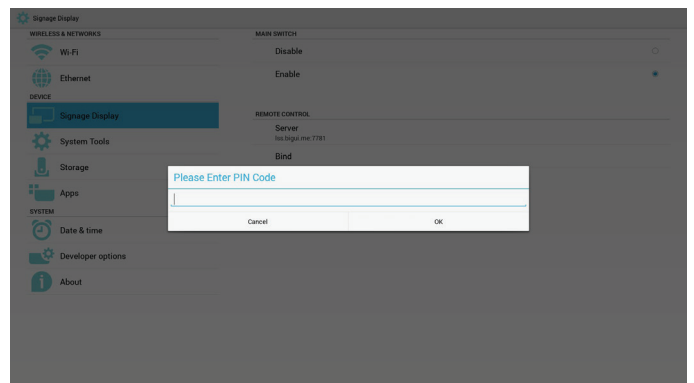 Signage Display
WIRELESS & NETWORKS
Wi-Fi
Ethernet
DEVICE
Signage Display
System Tools
Storage
Apps
SYSTEM
Date & time
Developer options
About
MAIN SWITCH
Disable
Enable
REMOTE CONTROL
Server
Bind
Please Enter PIN Code
Cancel
OK